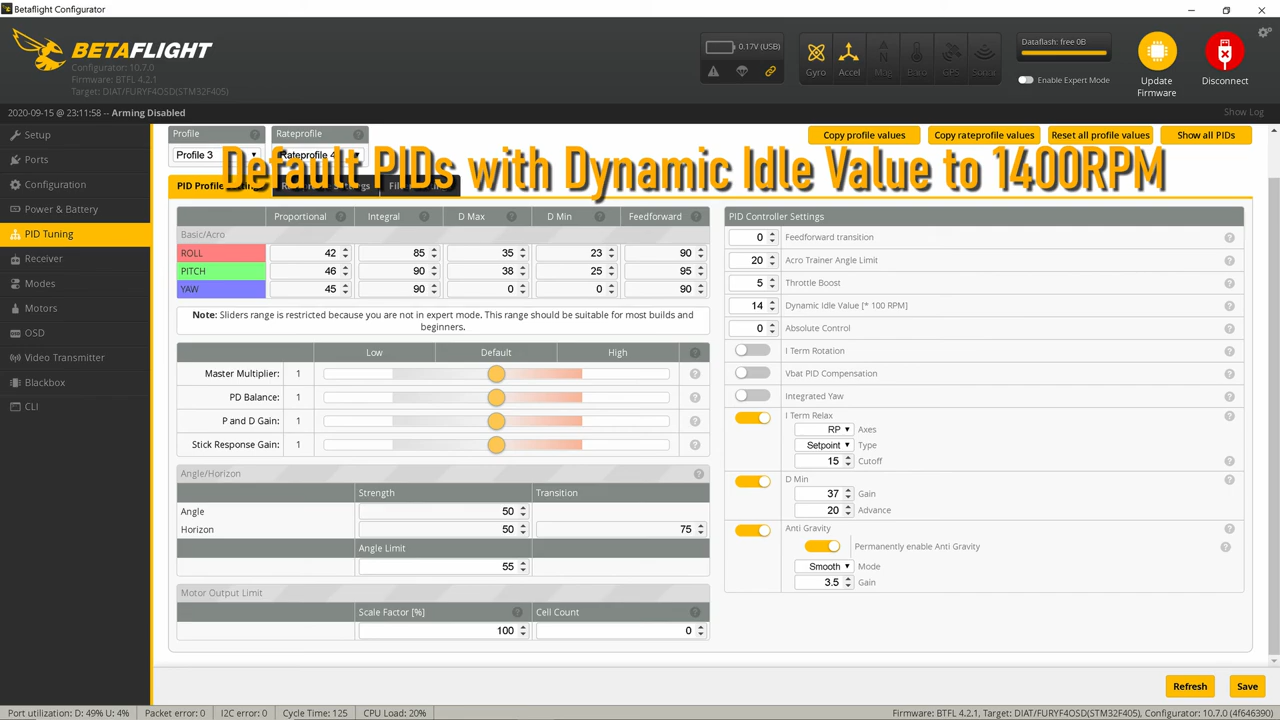 Betaflight Configurator
BETAFLIGHT
Configurator: 10.7.0
Firmware: BTFL 4.2.1
Target: DIAT/FURYF4OSD(STM32F405)
0.17V (USB)
Gyro
Accel
Mag
Baro
GPS
Sonar
Dataflash: free 0B
Enable Expert Mode
Update Firmware
Disconnect
2020-09-15 @ 23:11:58 -- Arming Disabled
Show Log
Setup
Ports
Configuration
Power & Battery
PID Tuning
Receiver
Modes
Motors
OSD
Video Transmitter
Blackbox
CLI
Profile
Rateprofile
Copy profile values
Copy rateprofile values
Reset all profile values
Show all PIDs
Profile 3
Rateprofile 4
Default PIDs with Dynamic Idle Value to 1400RPM
PID Profile
Proportional Integral D Max D Min Feedforward
Basic/Acro
ROLL 42 85 35 23 90
PITCH 46 90 38 25 95
YAW 45 90 0 0 90
Note: Sliders range is restricted because you are not in expert mode. This range should be suitable for most builds and
beginners.
Low Default High
Master Multiplier: 1
PD Balance: 1
P and D Gain: 1
Stick Response Gain: 1
Angle/Horizon
Strength Transition
Angle 50
Horizon 50 75
Angle Limit
55
Motor Output Limit
Scale Factor [%] Cell Count
100 0
PID Controller Settings
0 Feedforward transition
20 Acro Trainer Angle Limit
5 Throttle Boost
14 Dynamic Idle Value [* 100 RPM]
0 Absolute Control
I Term Rotation
Vbat PID Compensation
Integrated Yaw
I Term Relax
RP Axes
Setpoint Type
15 Cutoff
D Min
37 Gain
20 Advance
Anti Gravity
Permanently enable Anti Gravity
Smooth Mode
3.5 Gain
Refresh
Save
Port utilization: D: 49% U: 4% Packet error: 0 I2C error: 0 Cycle Time: 125 CPU Load: 20% Firmware: BTFL 4.2.1, Target: DIAT/FURYF4OSD(STM32F405), Configurator: 10.7.0 (4f646390)